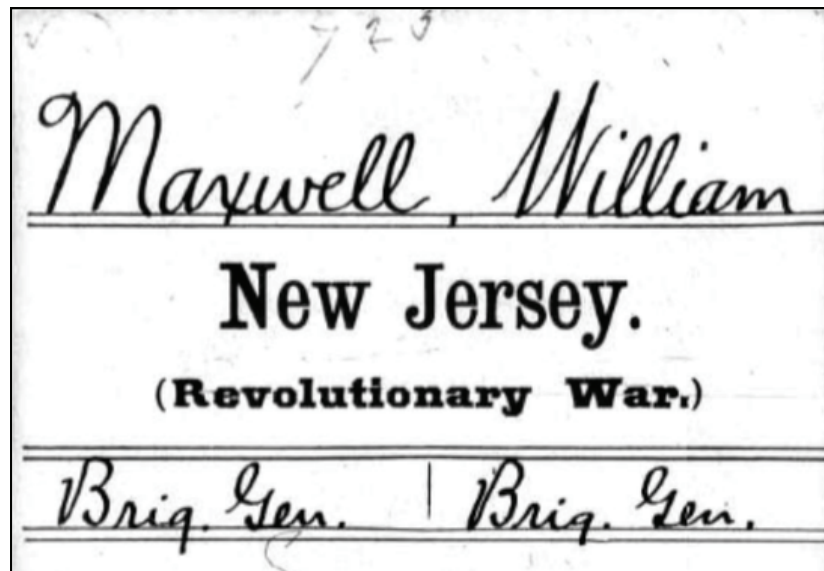 723
Maxwell, William
New Jersey.
(Revolutionary War.)
Brig. Gen. | Brig. Gen.